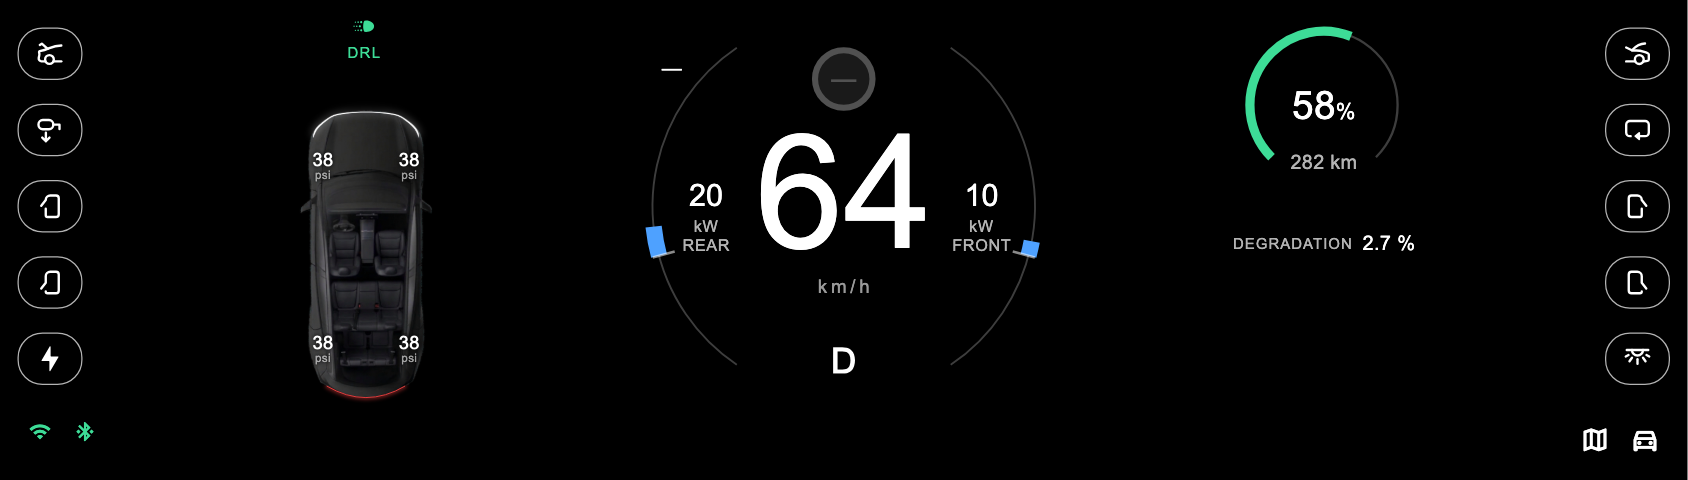 DRL
38 psi
38 psi
38 psi
38 psi
20
kW
REAR
64
km/h
D
10
kW
FRONT
58%
282 km
DEGRADATION 2.7 %